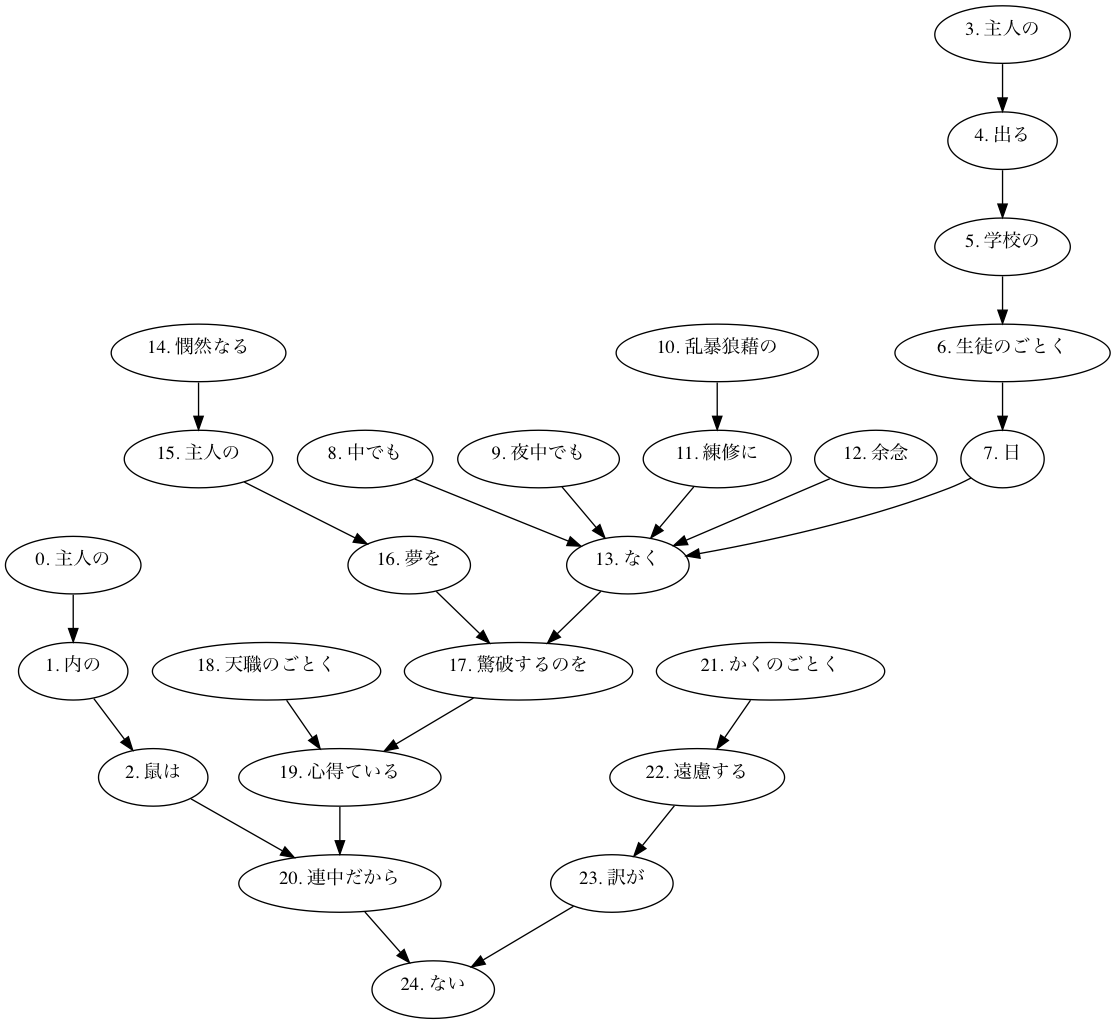 3. 主人の
4. 出る
5. 学校の
14. 憫然なる
10. 乱暴狼藉の
6. 生徒のごとく
15. 主人の
8. 中でも
9. 夜中でも
11. 練修に
12. 余念
7. 日
0. 主人の
16. 夢を
13. なく
1. 内の
18. 天職のごとく
17. 驚破するのを
21. かくのごとく
2. 鼠は
19. 心得ている
22. 遠慮する
20. 連中だから
23. 訳が
24. ない